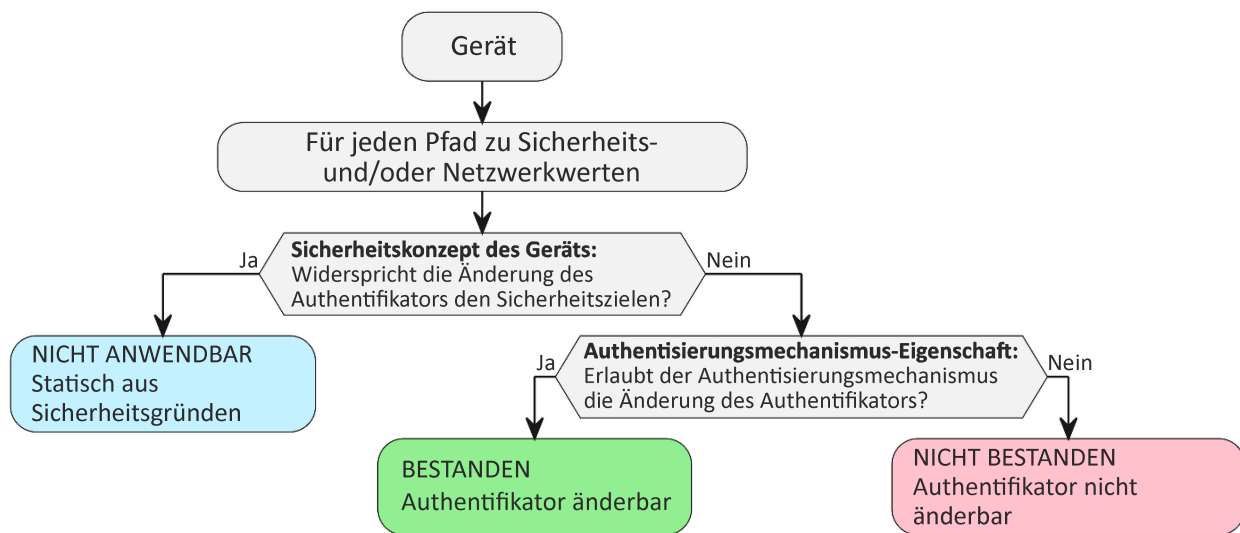 Gerät
Für jeden Pfad zu Sicherheits-
und/oder Netzwerkwerten
Ja
Sicherheitskonzept des Geräts:
Widerspricht die Änderung des
Authentifikators den Sicherheitszielen?
Nein
NICHT ANWENDBAR
Statisch aus
Sicherheitsgründen
Ja
Authentisierungsmechanismus-Eigenschaft:
Erlaubt der Authentisierungsmechanismus
die Änderung des Authentifikators?
Nein
BESTANDEN
Authentifikator änderbar
NICHT BESTANDEN
Authentifikator nicht
änderbar